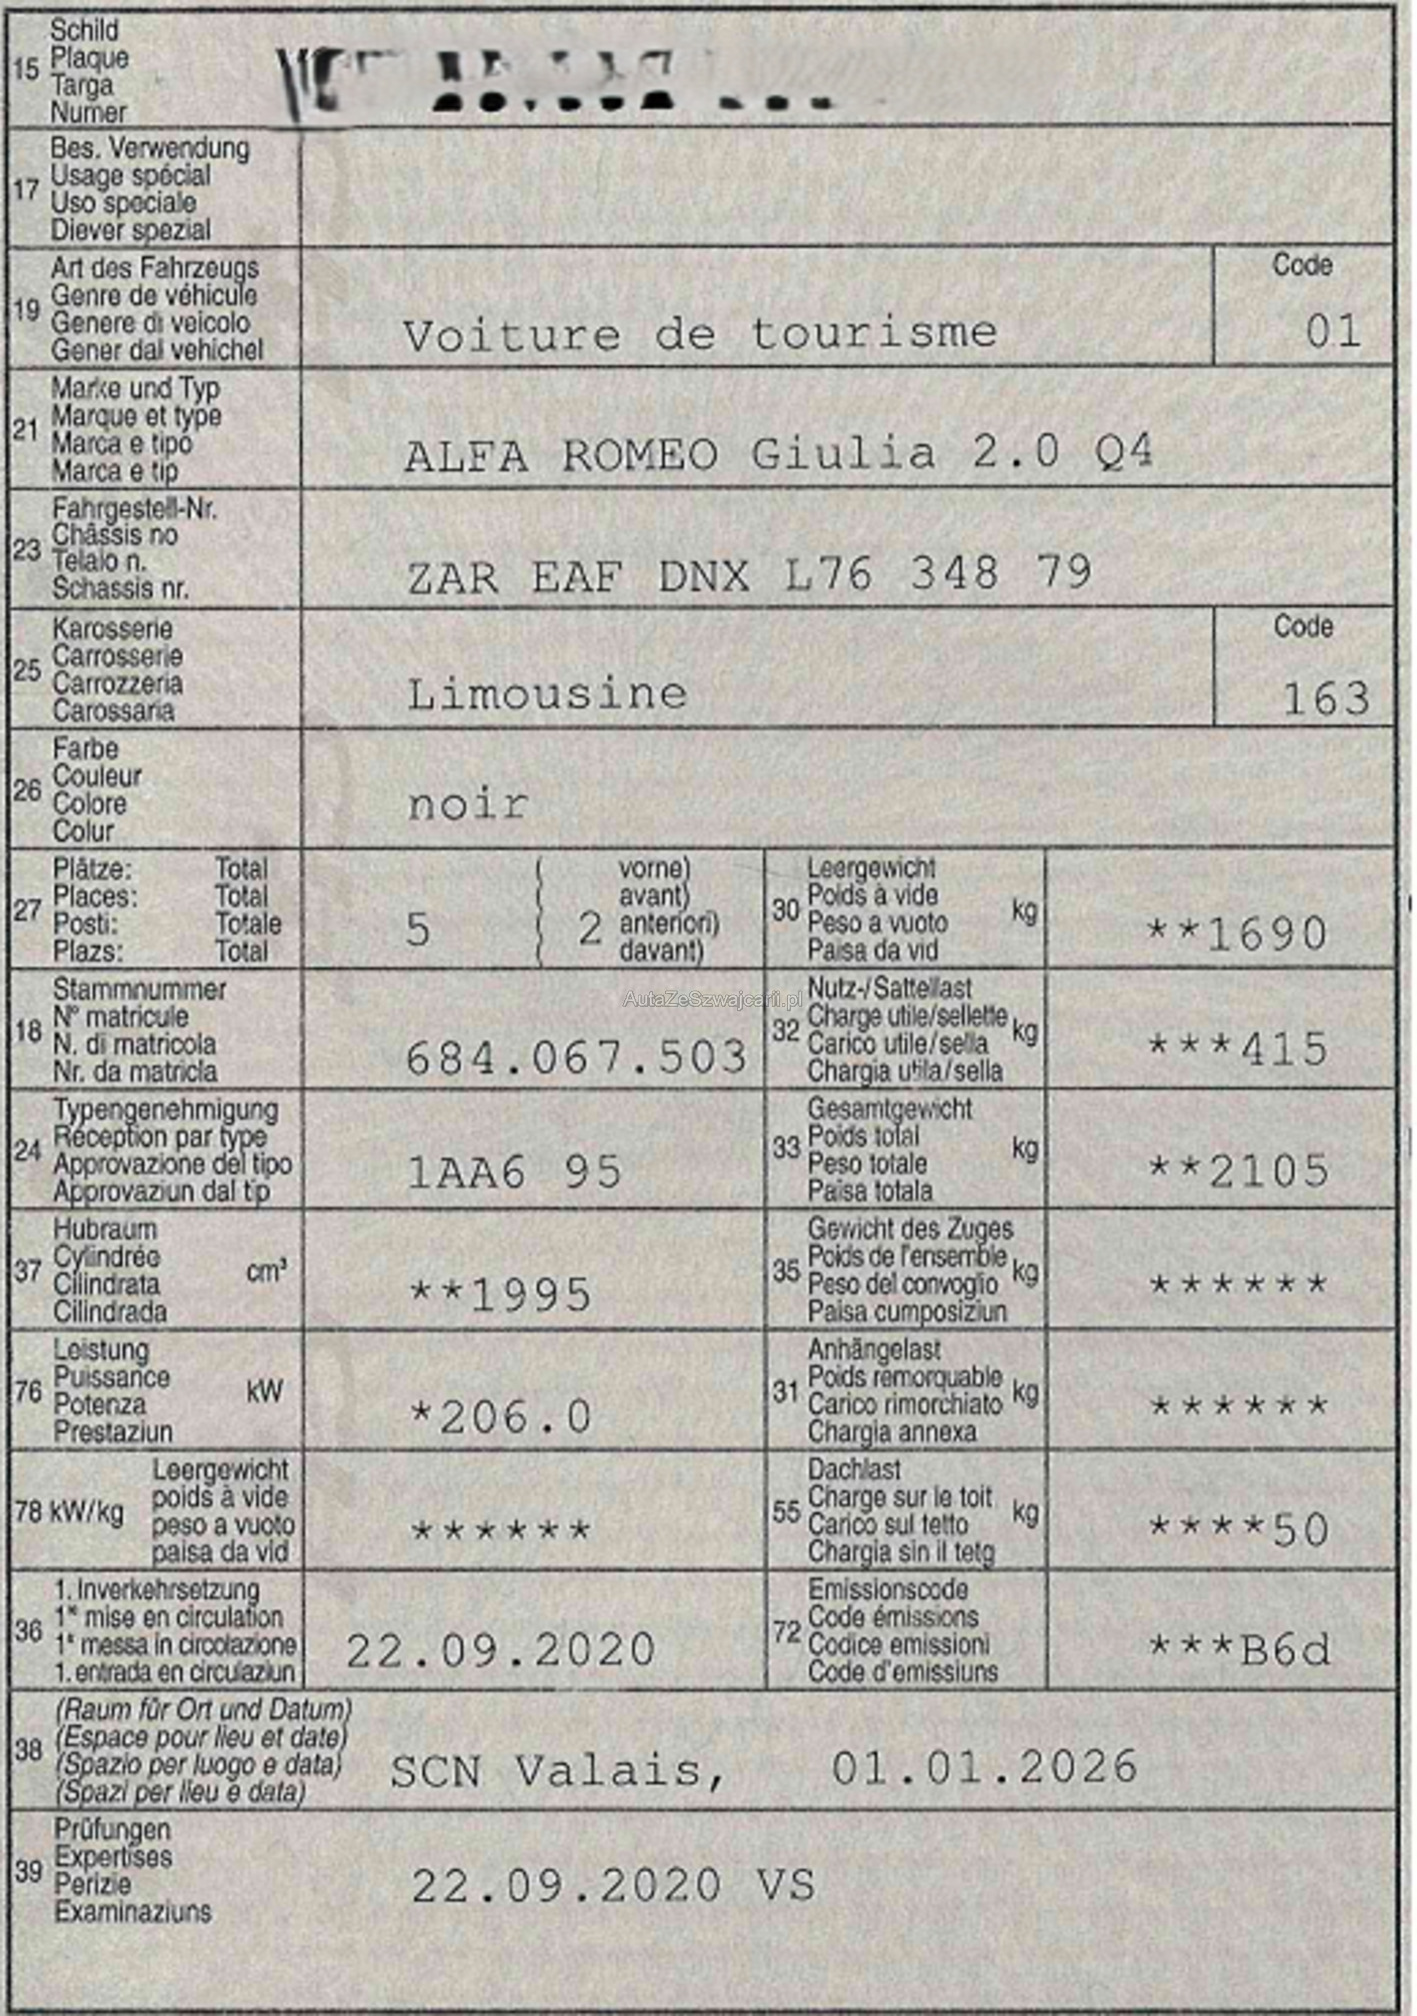 15 Schild
Plaque
Targa
Numer
17 Bes. Verwendung
Usage spécial
Uso speciale
Diever spezial
19 Art des Fahrzeugs
Genre de véhicule
Genere di veicolo
Gener dal vehichel
Voiture de tourisme
Code
01
21 Marke und Typ
Marque et type
Marca e tipo
Marca e tip
ALFA ROMEO Giulia 2.0 Q4
23 Fahrgestell-Nr.
Châssis no
Telaio n.
Schassis nr.
ZAR EAF DNX L76 348 79
25 Karosserie
Carrosserie
Carrozzeria
Carossaria
Limousine
Code
163
26 Farbe
Couleur
Colore
Colur
noir
27 Plätze: Total
Places: Total
Posti: Totale
Plazs: Total
5
( vorne)
( avant)
( 2 anteriori)
( davant)
30 Leergewicht
Poids à vide
Peso a vuoto
Paisa da vid
kg
**1690
18 Stammnummer
N° matricule
N. di matricola
Nr. da matricla
684.067.503
AutaZeSzwajcarii.pl
32 Nutz-/Sattellast
Charge utile/sellette
Carico utile/sella
Chargia utila/sella
kg
***415
24 Typengenehmigung
Réception par type
Approvazione del tipo
Approvaziun dal tip
1AA6 95
33 Gesamtgewicht
Poids total
Peso totale
Paisa totala
kg
**2105
37 Hubraum
Cylindrée
Cilindrata
Cilindrada
cm³
**1995
35 Gewicht des Zuges
Poids de l'ensemble
Peso del convoglio
Paisa cumposiziun
kg
******
76 Leistung
Puissance
Potenza
Prestaziun
kW
*206.0
31 Anhängelast
Poids remorquable
Carico rimorchiato
Chargia annexa
kg
******
78 kW/kg
Leergewicht
poids à vide
peso a vuoto
paisa da vid
******
55 Dachlast
Charge sur le toit
Carico sul tetto
Chargia sin il tetg
kg
****50
36 1. Inverkehrsetzung
1re mise en circulation
1a messa in circolazione
1. entrada en circulaziun
22.09.2020
72 Emissionscode
Code émissions
Codice emissioni
Code d'emissiuns
***B6d
38 (Raum für Ort und Datum)
(Espace pour lieu et date)
(Spazio per luogo e data)
(Spazi per lieu e data)
SCN Valais, 01.01.2026
39 Prüfungen
Expertises
Perizie
Examinaziuns
22.09.2020 VS